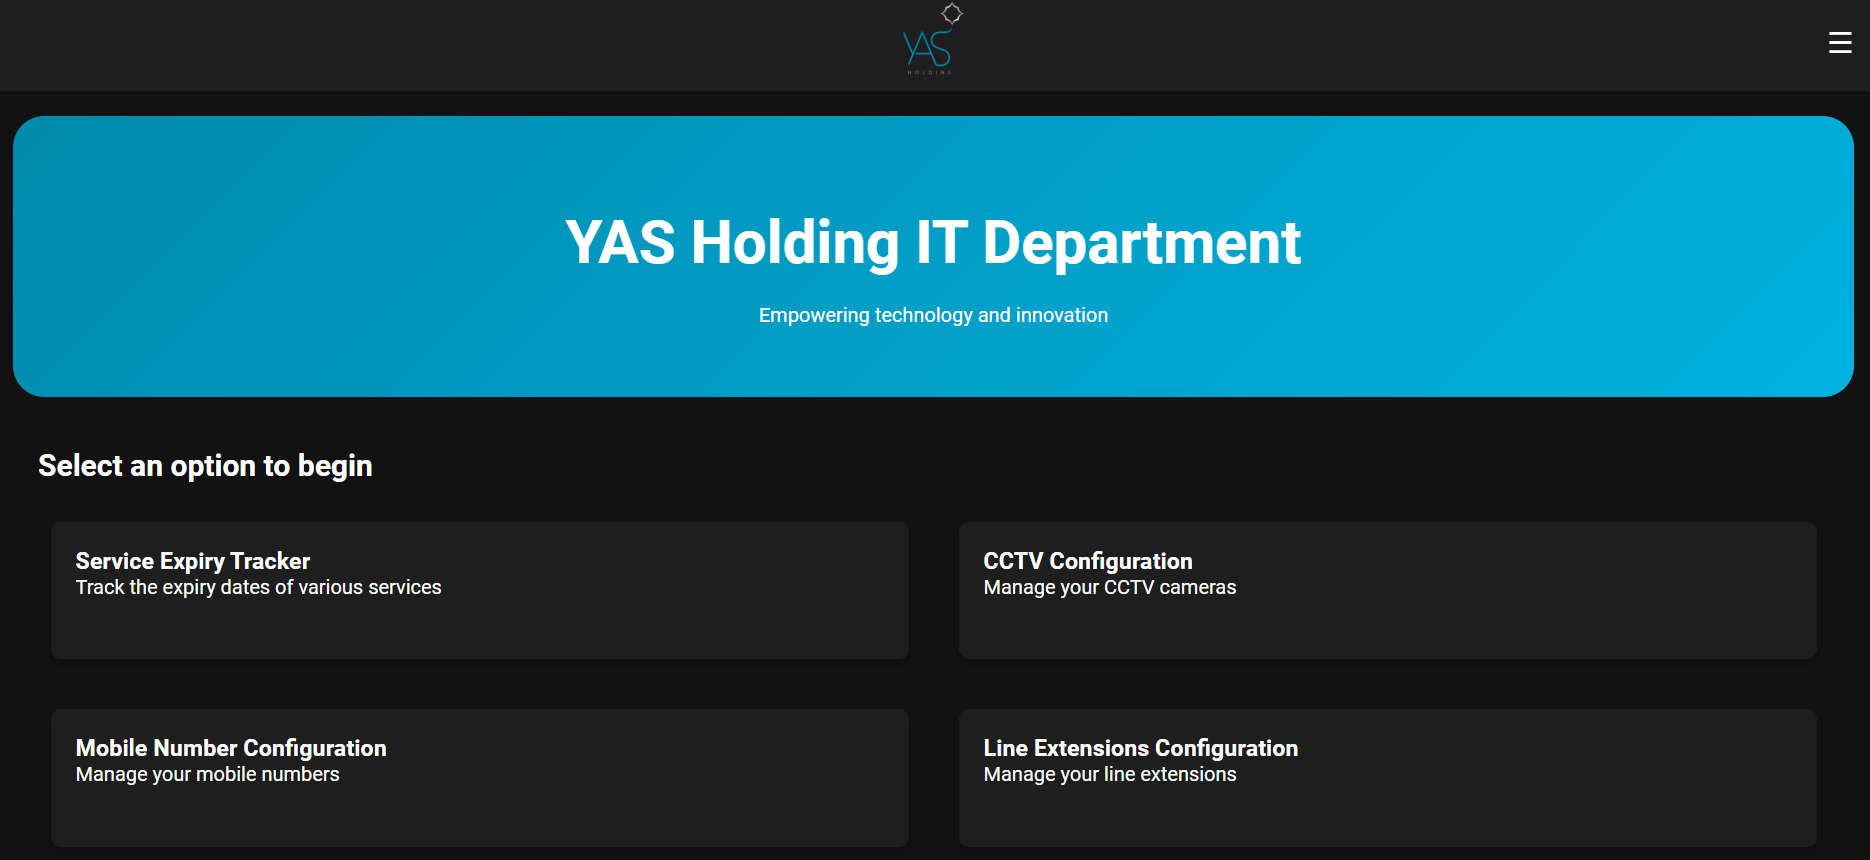 YAS
HOLDING
YAS Holding IT Department
Empowering technology and innovation
Select an option to begin
Service Expiry Tracker
Track the expiry dates of various services
CCTV Configuration
Manage your CCTV cameras
Mobile Number Configuration
Manage your mobile numbers
Line Extensions Configuration
Manage your line extensions